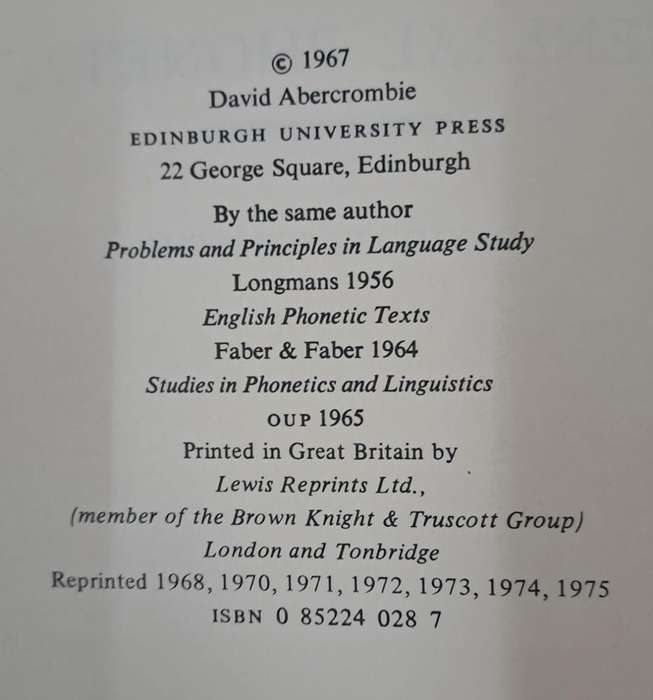 © 1967
David Abercrombie
EDINBURGH UNIVERSITY PRESS
22 George Square, Edinburgh
By the same author
Problems and Principles in Language Study
Longmans 1956
English Phonetic Texts
Faber & Faber 1964
Studies in Phonetics and Linguistics
OUP 1965
Printed in Great Britain by
Lewis Reprints Ltd.,
(member of the Brown Knight & Truscott Group)
London and Tonbridge
Reprinted 1968, 1970, 1971, 1972, 1973, 1974, 1975
ISBN 0 85224 028 7